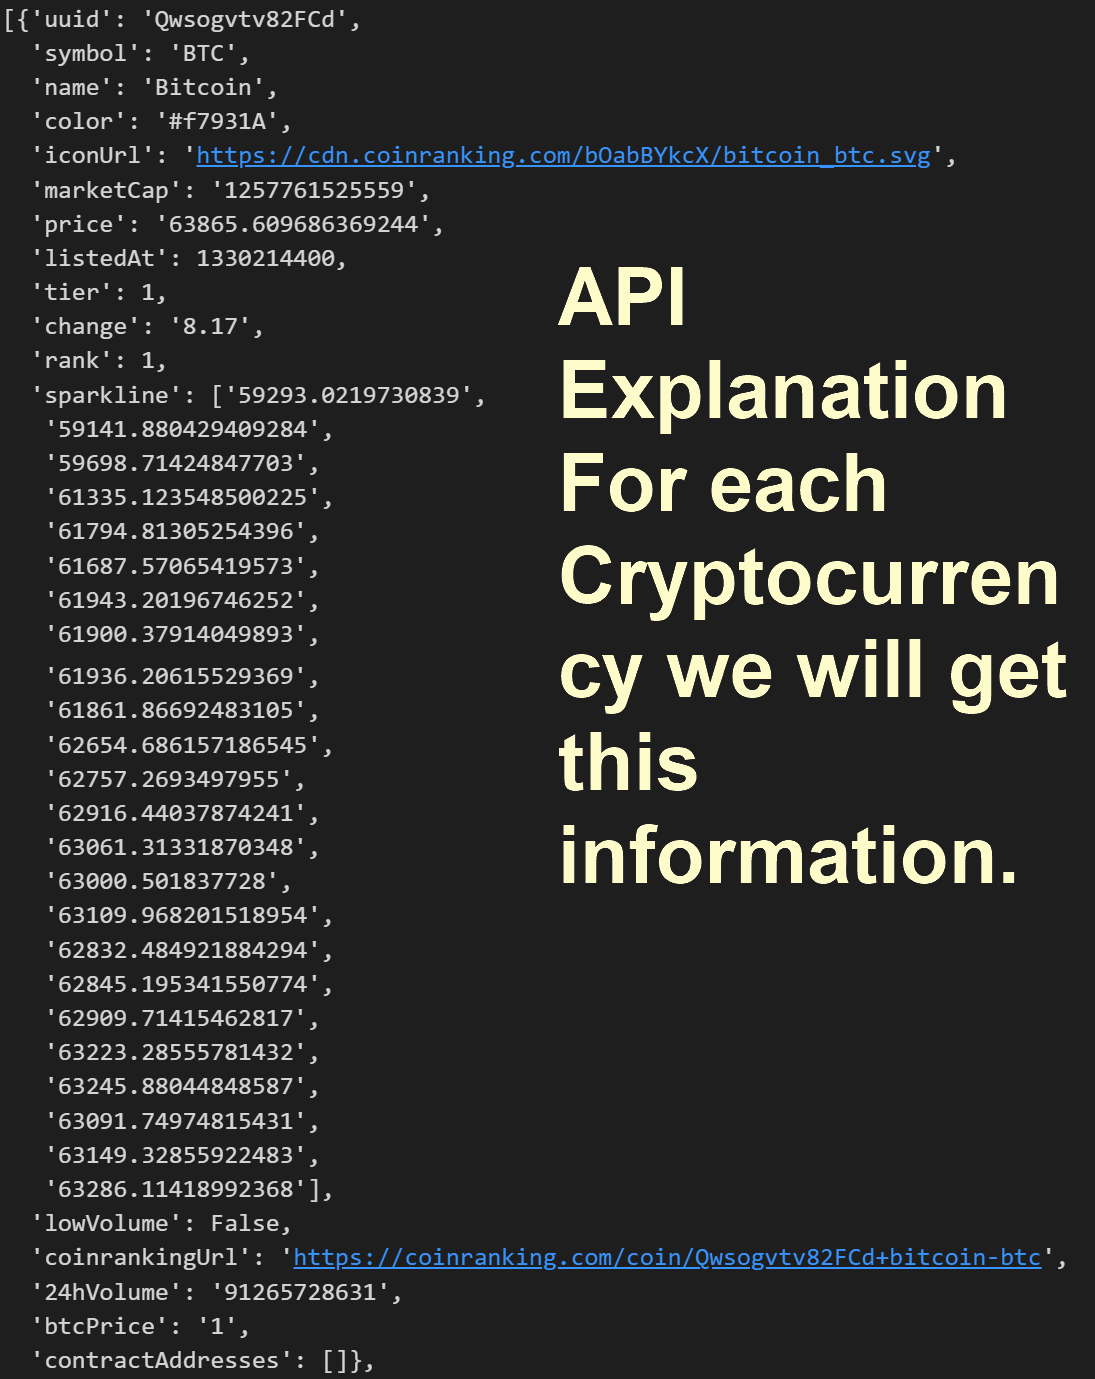 [{'uuid': 'Qwsogvtv82FCd',
'symbol': 'BTC',
'name': 'Bitcoin',
'color': '#f7931A',
'iconUrl': 'https://cdn.coinranking.com/bOabBYkcX/bitcoin_btc.svg',
'marketCap': '1257761525559',
'price': '63865.609686369244',
'listedAt': 1330214400,
'tier': 1,
'change': '8.17',
'rank': 1,
'sparkline': ['59293.0219730839',
'59141.880429409284',
'59698.71424847703',
'61335.123548500225',
'61794.81305254396',
'61687.57065419573',
'61943.20196746252',
'61900.37914049893',
'61936.20615529369',
'61861.86692483105',
'62654.686157186545',
'62757.2693497955',
'62916.44037874241',
'63061.31331870348',
'63000.501837728',
'63109.968201518954',
'62832.484921884294',
'62845.195341550774',
'62909.71415462817',
'63223.28555781432',
'63245.88044848587',
'63091.74974815431',
'63149.32855922483',
'63286.11418992368'],
'lowVolume': False,
'coinrankingUrl': 'https://coinranking.com/coin/Qwsogvtv82FCd+bitcoin-btc',
'24hVolume': '91265728631',
'btcPrice': '1',
'contractAddresses': []},
API
Explanation
For each
Cryptocurren
cy we will get
this
information.